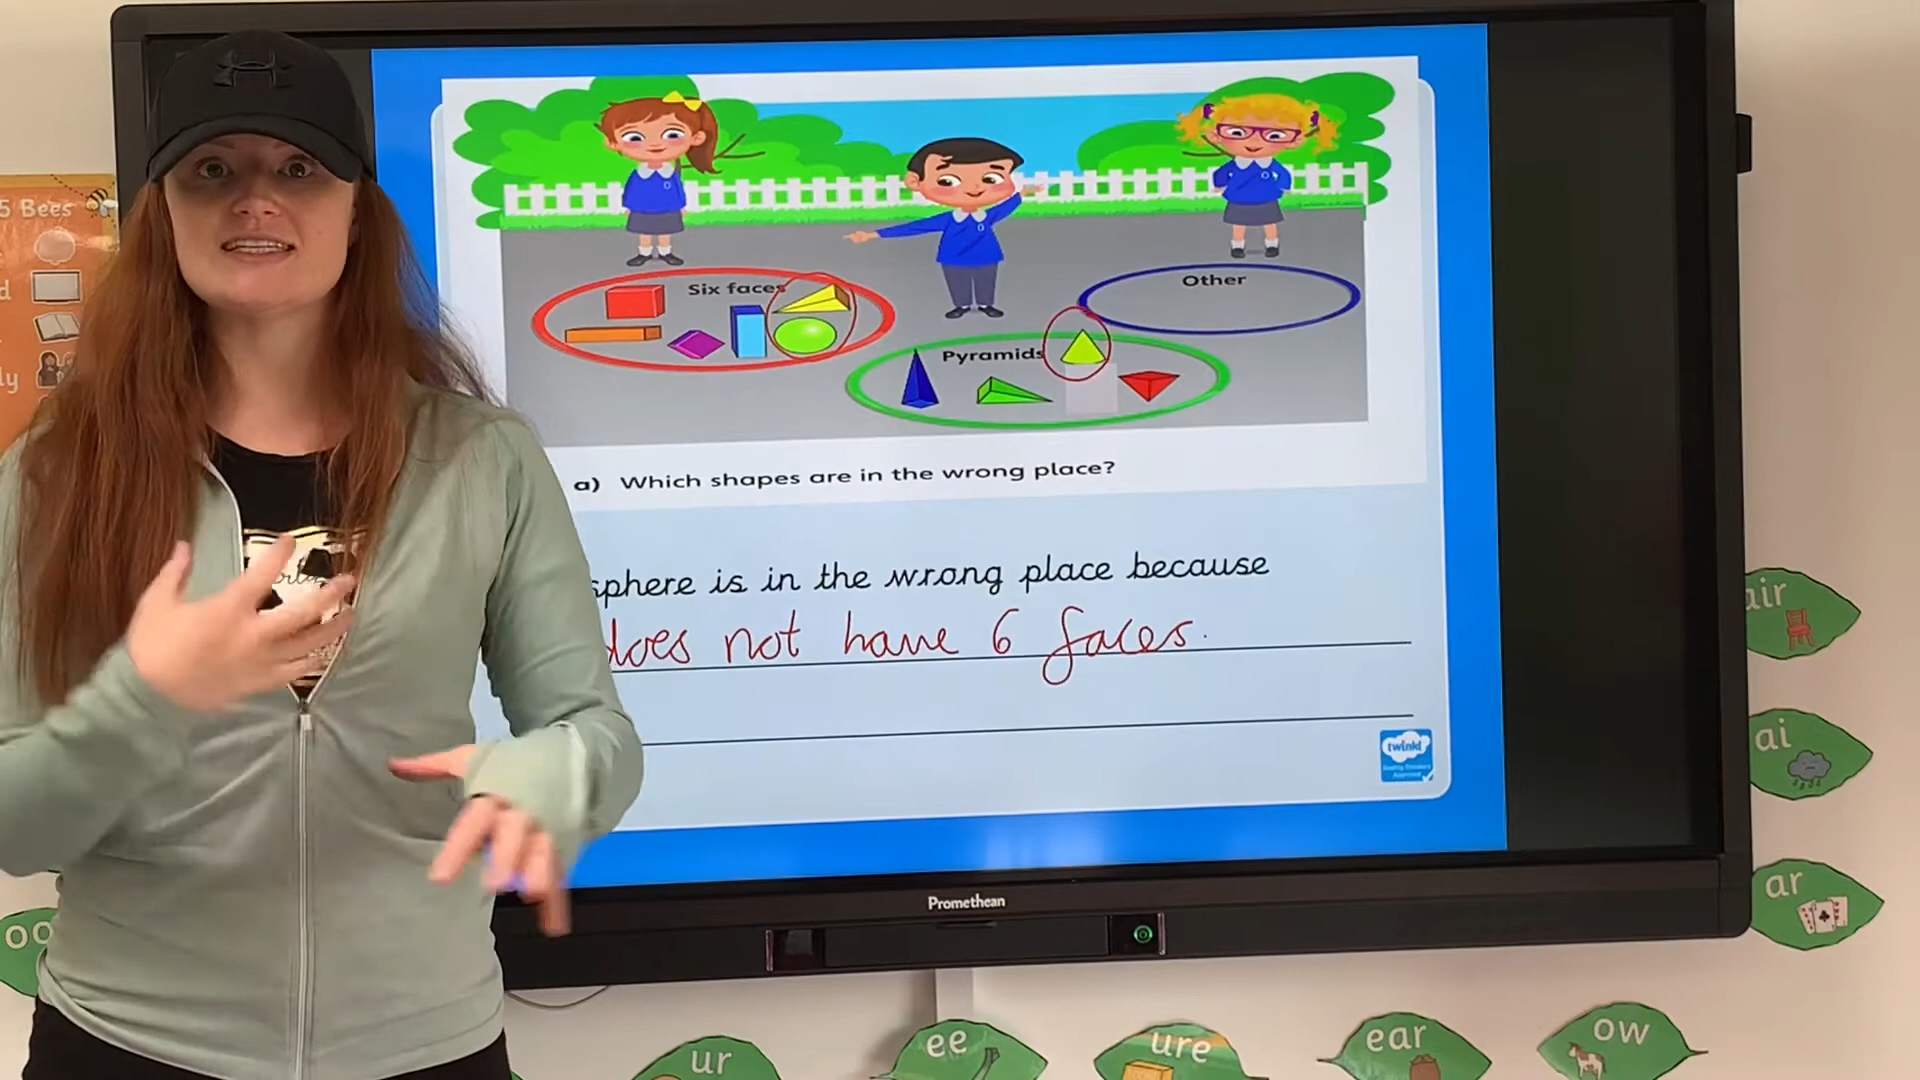 5 Bees
Six faces
Other
Pyramids
a) Which shapes are in the wrong place?
sphere is in the wrong place because
does not have 6 faces.
twinkl
Promethean
air
ai
ar
oo
ur
ee
ure
ear
ow